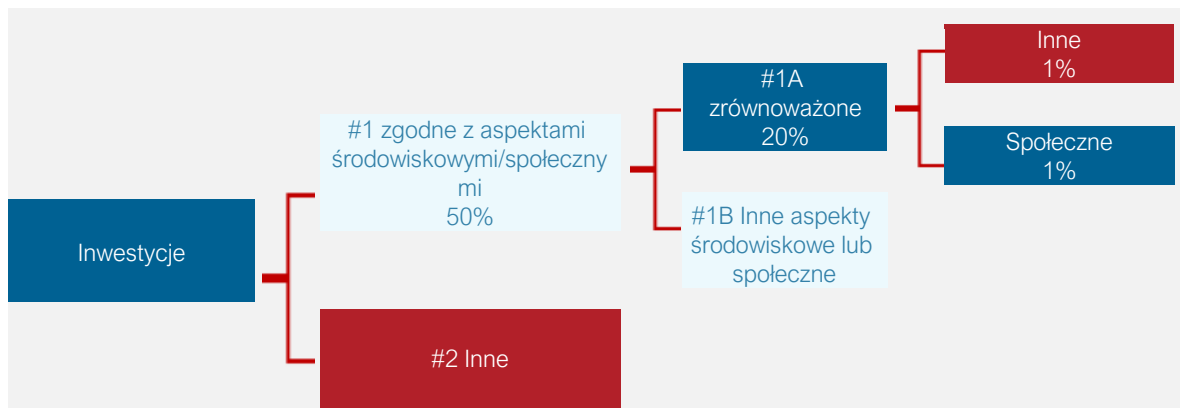 Inwestycje
#1 zgodne z aspektami
środowiskowymi/społeczny
mi
50%
#2 Inne
#1A
zrównoważone
20%
#1B Inne aspekty
środowiskowe lub
społeczne
Inne
1%
Społeczne
1%